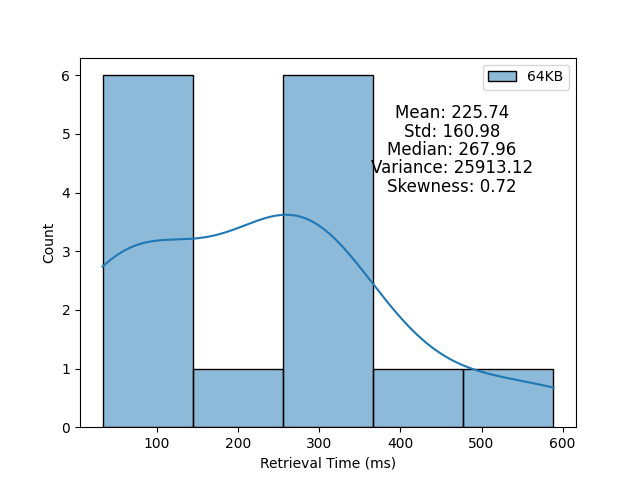 64KB
Mean: 225.74
Std: 160.98
Median: 267.96
Variance: 25913.12
Skewness: 0.72
6
5
4
3
2
1
0
Count
100 200 300 400 500 600
Retrieval Time (ms)